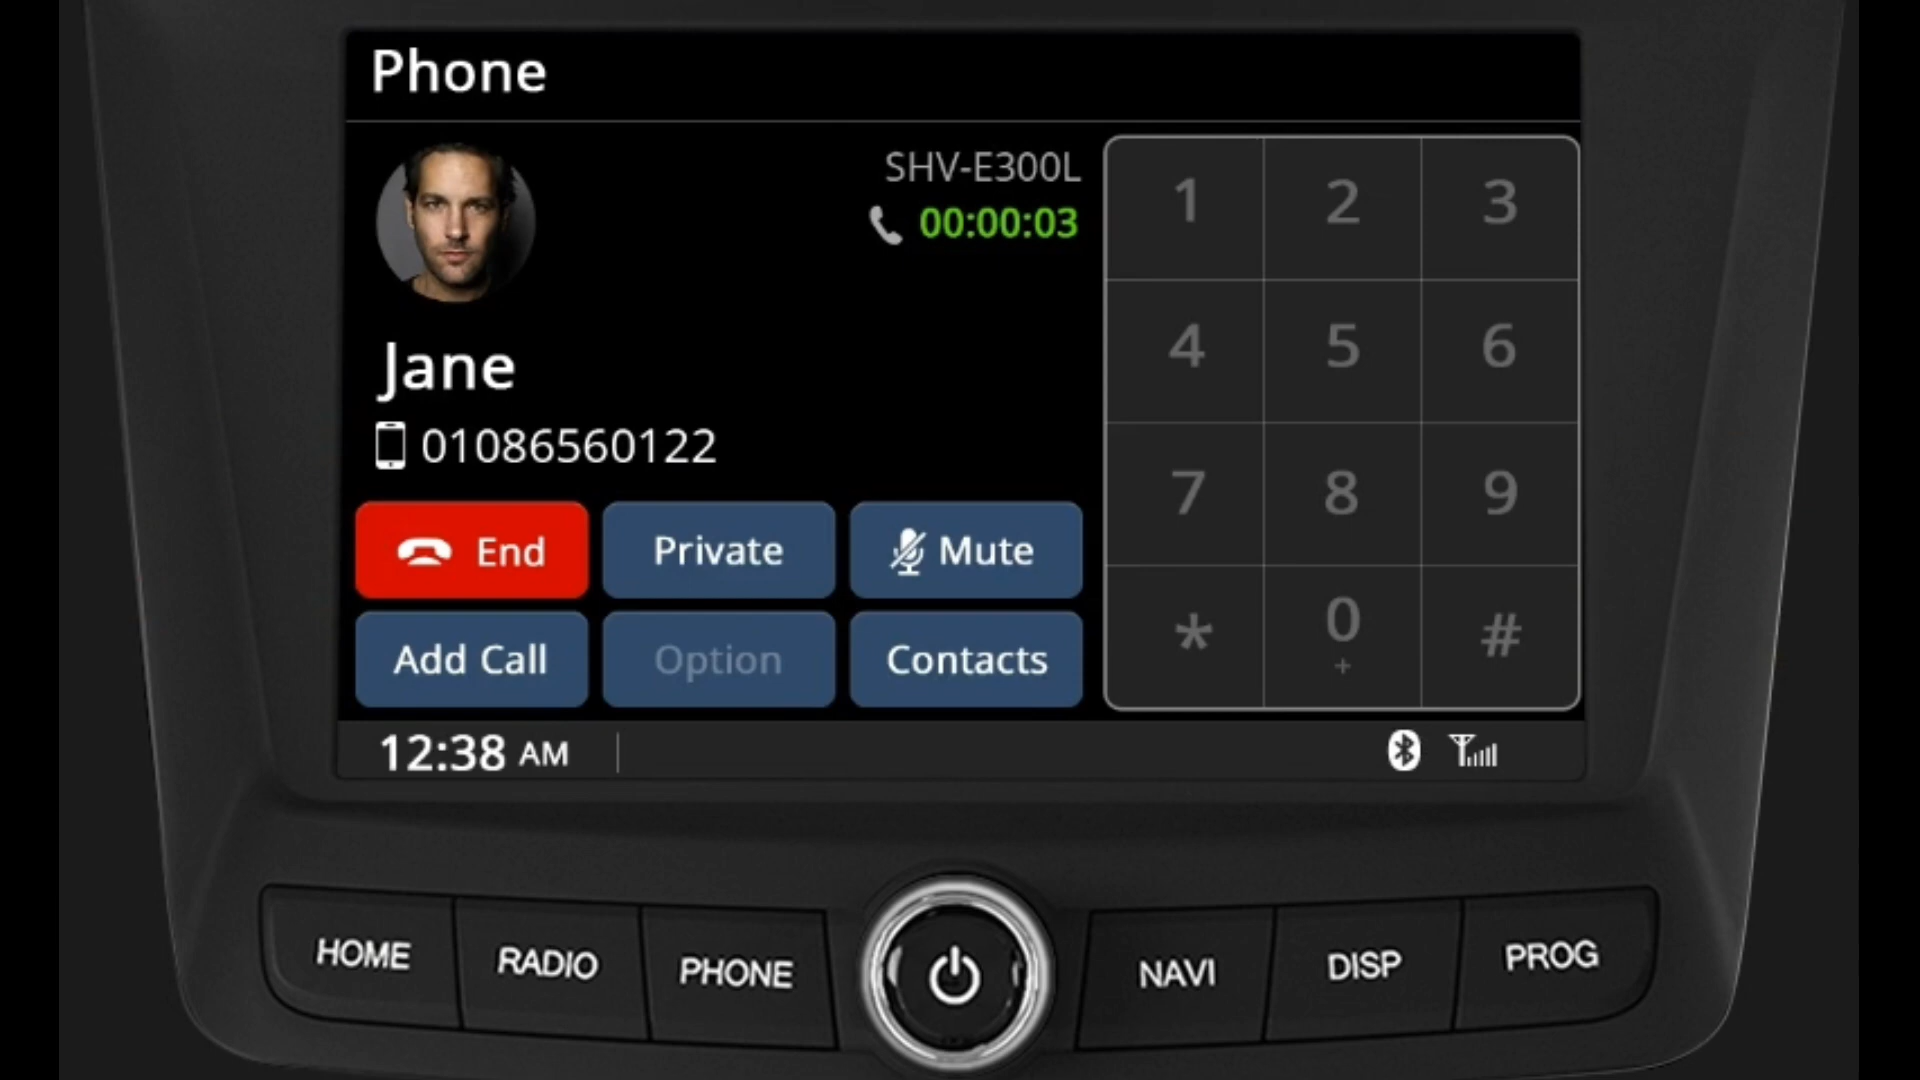 Phone
SHV-E300L
00:00:03
Jane
01086560122
End
Private
Mute
Add Call
Option
Contacts
1 2 3
4 5 6
7 8 9
* 0 #
+
12:38 AM
HOME
RADIO
PHONE
NAVI
DISP
PROG